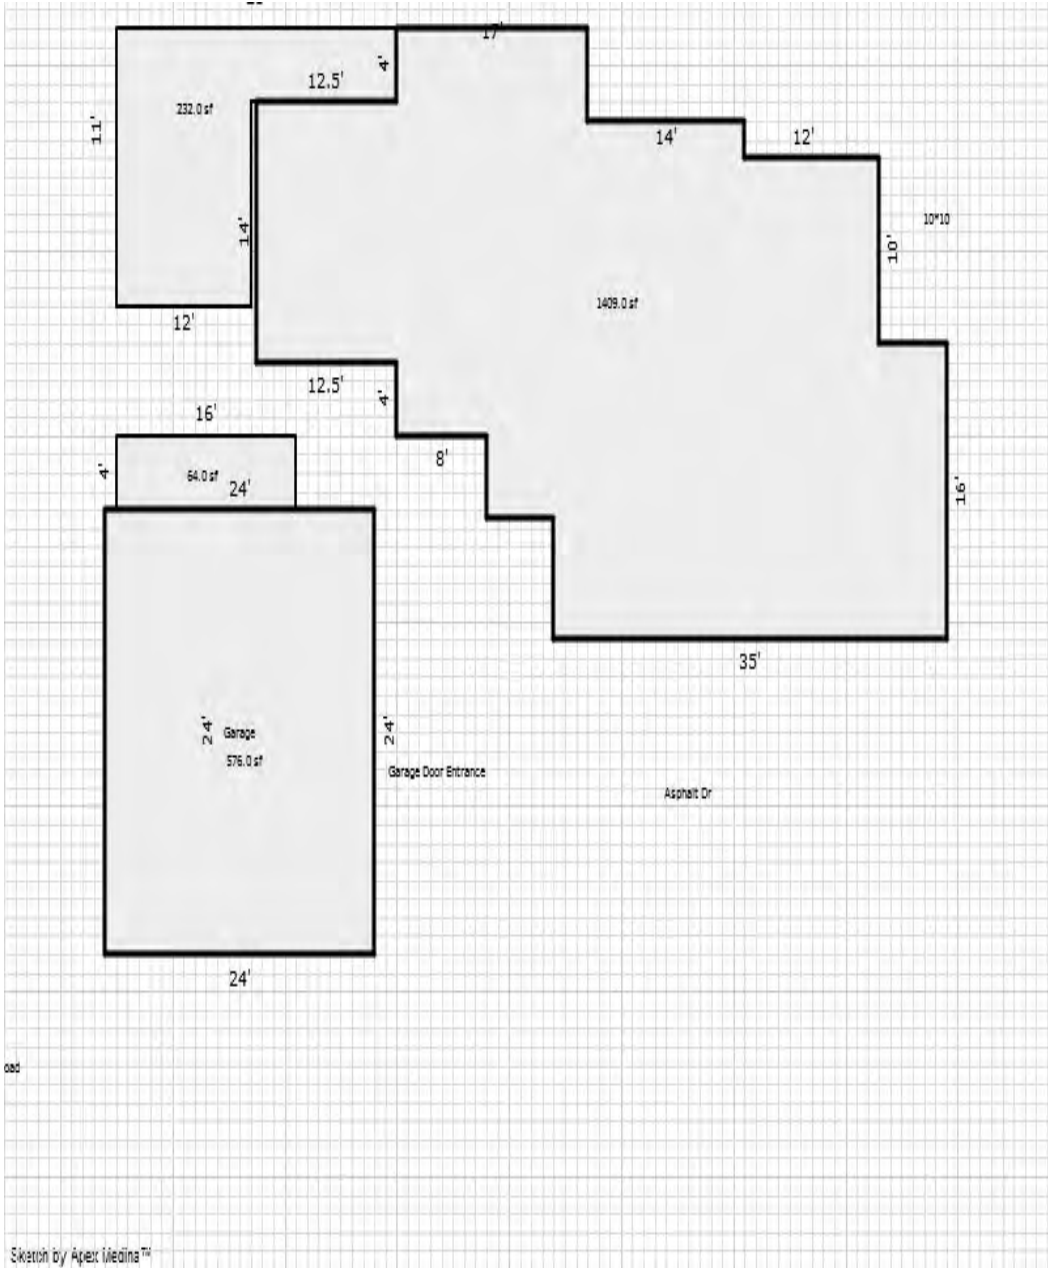 17'
4'
12.5'
232.0 sf
11'
14'
12'
10*10
14'
10'
1409.0 sf
12'
12.5'
4'
16'
8'
4'
64.0 sf
24'
16'
35'
24'
Garage
24'
576.0 sf
Garage Door Entrance
Asphalt Dr
24'
oad
Sketch by Apex Medina™